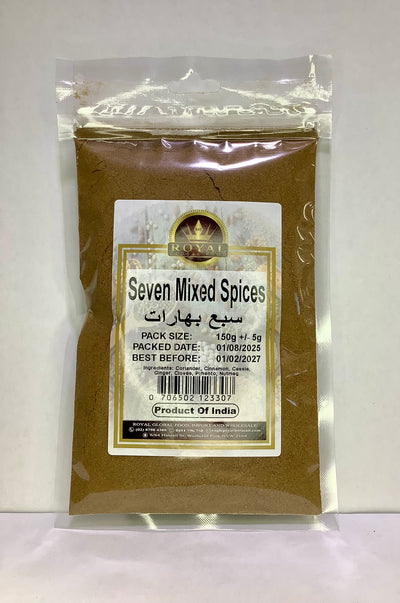 ROYAL
Seven Mixed Spices
سبع بهارات
PACK SIZE: 150g +/- 5g
PACKED DATE: 01/08/2025
BEST BEFORE: 01/02/2027
Ingredients: Coriander, Cinnamon, Cassia,
Ginger, Cloves, Pimento, Nutmeg
0 706502 123307
Product Of India
ROYAL GLOBAL FOOD IMPORT AND WHOLESALE